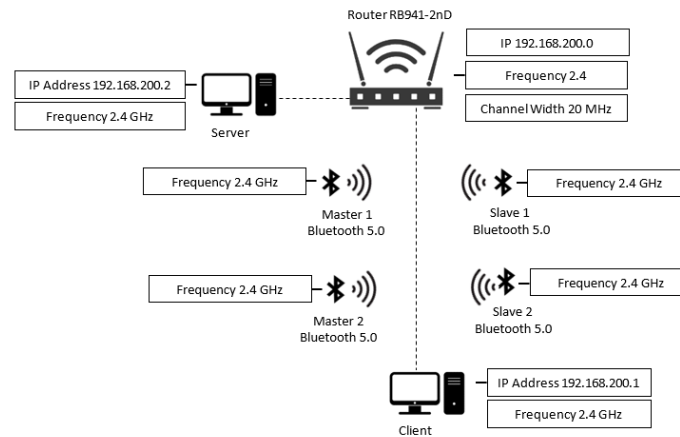 Router RB941-2nD
IP 192.168.200.0
Frequency 2.4
Channel Width 20 MHz
IP Address 192.168.200.2
Frequency 2.4 GHz
Server
Frequency 2.4 GHz
Master 1
Bluetooth 5.0
Slave 1
Bluetooth 5.0
Frequency 2.4 GHz
Frequency 2.4 GHz
Master 2
Bluetooth 5.0
Slave 2
Bluetooth 5.0
Frequency 2.4 GHz
IP Address 192.168.200.1
Frequency 2.4 GHz
Client